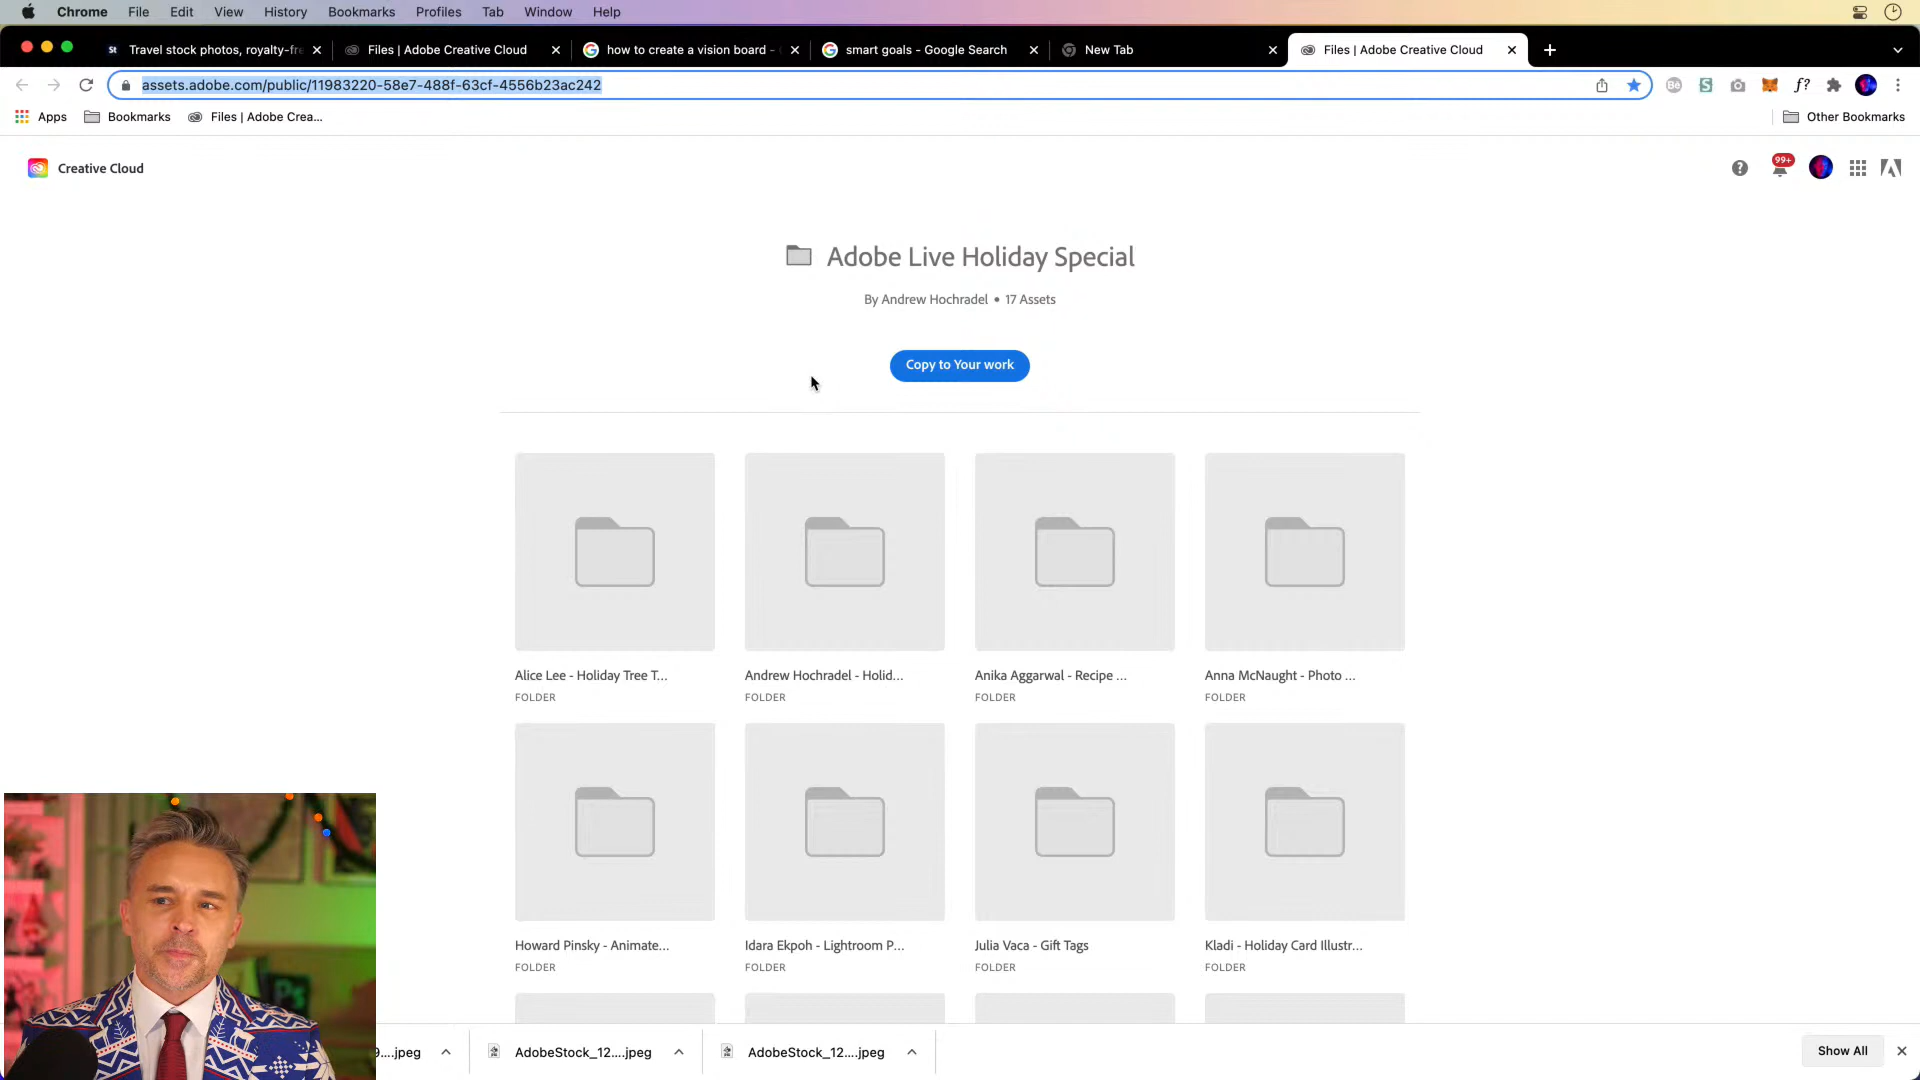 Chrome File Edit View History Bookmarks Profiles Tab Window Help
St Travel stock photos, royalty-fre Files | Adobe Creative Cloud how to create a vision board - smart goals - Google Search New Tab Files | Adobe Creative Cloud
assets.adobe.com/public/11983220-58e7-488f-63cf-4556b23ac242 Bē S f?
Apps Bookmarks Files | Adobe Crea... Other Bookmarks
Creative Cloud ? 99+
Adobe Live Holiday Special
By Andrew Hochradel • 17 Assets
Copy to Your work
Alice Lee - Holiday Tree T... Andrew Hochradel - Holid... Anika Aggarwal - Recipe ... Anna McNaught - Photo ...
FOLDER FOLDER FOLDER FOLDER
Howard Pinsky - Animate... Idara Ekpoh - Lightroom P... Julia Vaca - Gift Tags Kladi - Holiday Card Illustr...
FOLDER FOLDER FOLDER FOLDER
Ps
9....jpeg AdobeStock_12....jpeg AdobeStock_12....jpeg Show All